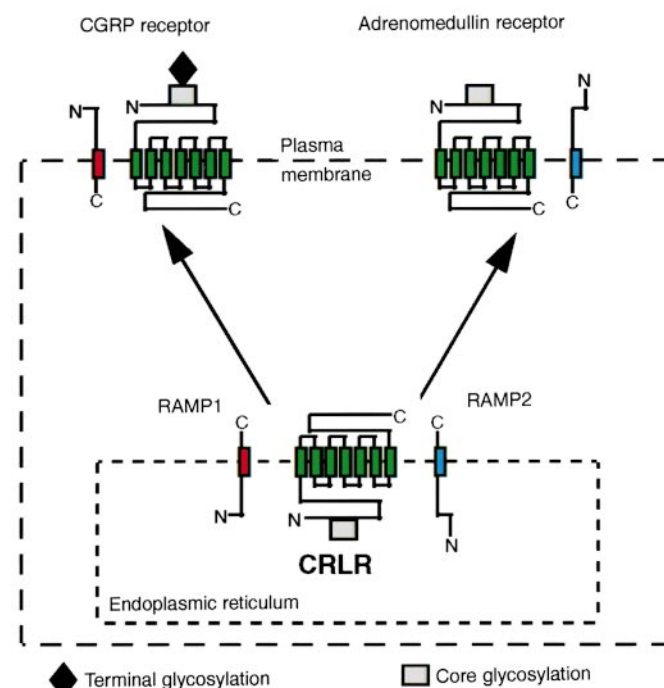 CGRP receptor
Adrenomedullin receptor
N
N
N
N
Plasma
membrane
C
C
C
C
RAMP1
RAMP2
C
C
C
N
N
N
CRLR
Endoplasmic reticulum
Terminal glycosylation
Core glycosylation